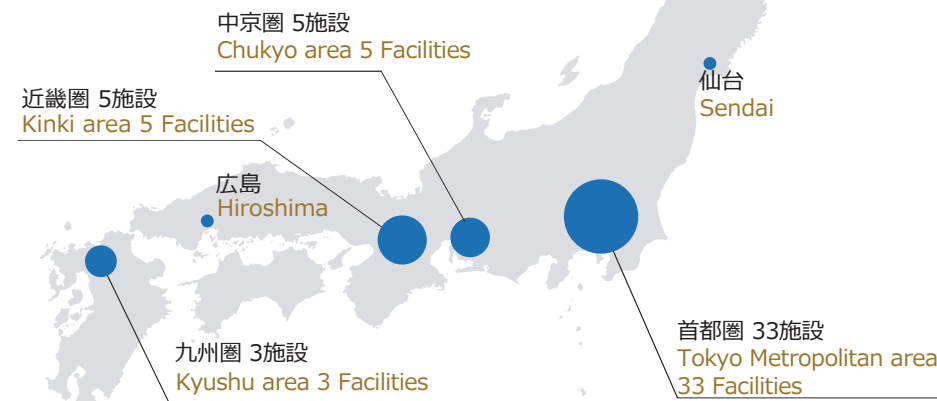 中京圏 5施設
Chukyo area 5 Facilities
近畿圏 5施設
Kinki area 5 Facilities
仙台
Sendai
広島
Hiroshima
首都圏 33施設
Tokyo Metropolitan area
33 Facilities
九州圏 3施設
Kyushu area 3 Facilities